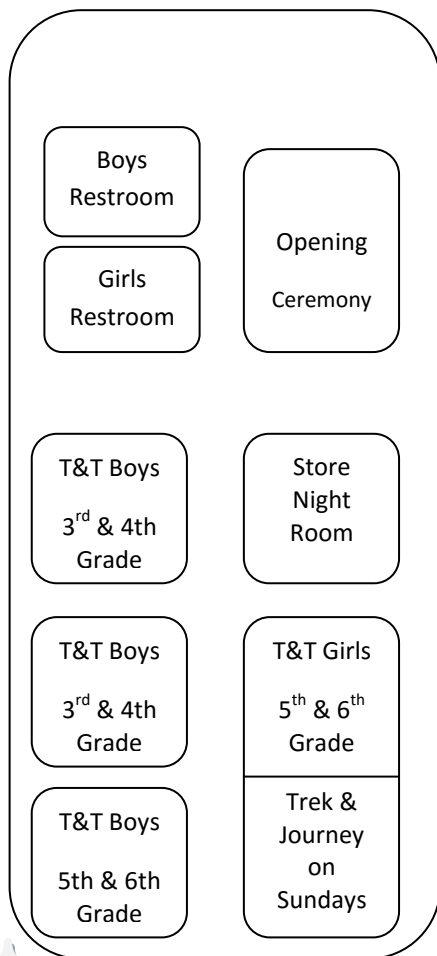 Boys
Restroom
Girls
Restroom
Opening
Ceremony
T&T Boys
3rd & 4th
Grade
Store
Night
Room
T&T Boys
3rd & 4th
Grade
T&T Girls
5th & 6th
Grade
T&T Boys
5th & 6th
Grade
Trek &
Journey
on
Sundays